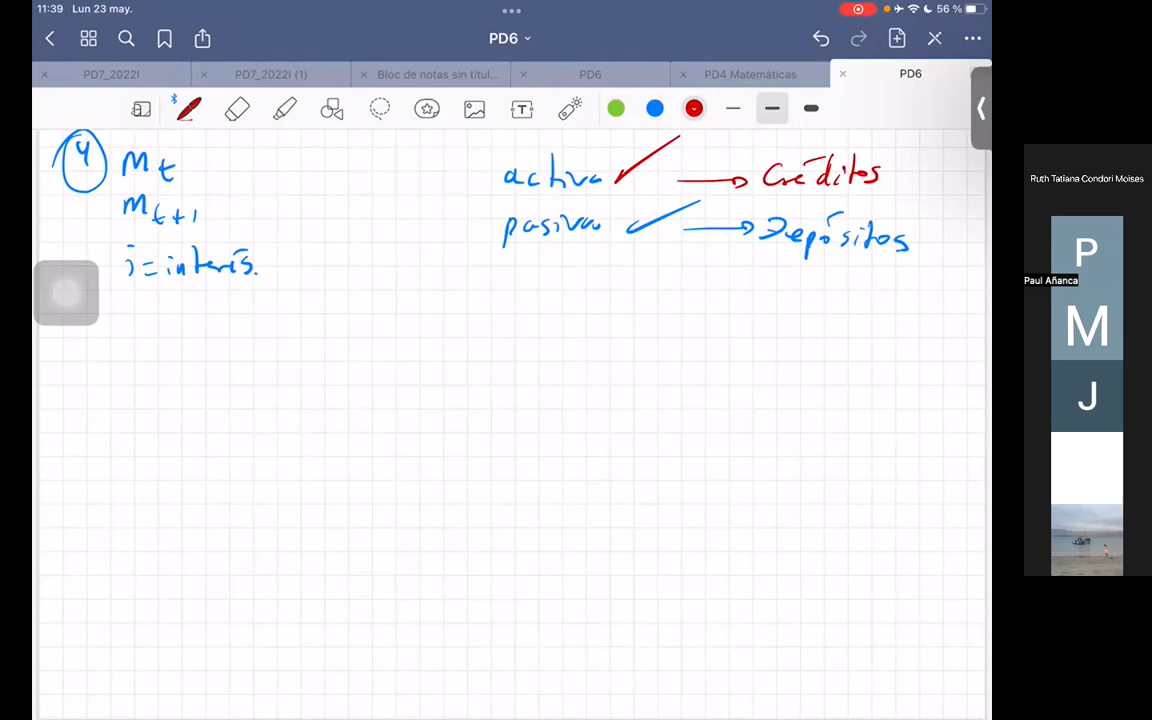 11:39 Lun 23 may.
56 %
PD6
PD7_2022I
PD7_2022I (1)
Bloc de notas sin títul...
PD6
PD4 Matemáticas
PD6
4
Mt
Mt+1
i = interés.
activa → Créditos
pasiva → Depósitos
Ruth Tatiana Condori Moises
P
Paul Añanca
M
J